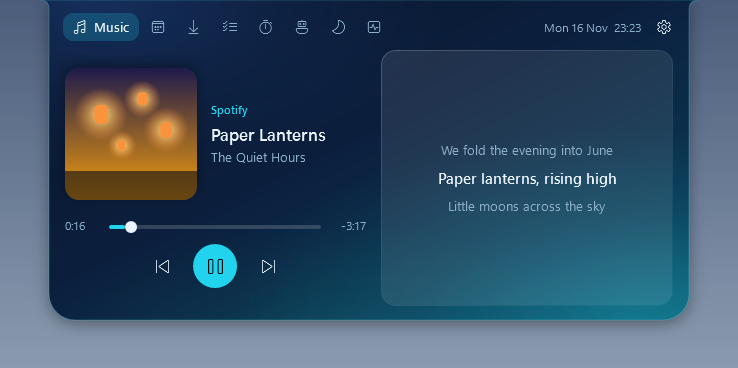 Music
Mon 16 Nov 23:23
Spotify
Paper Lanterns
The Quiet Hours
0:16
-3:17
We fold the evening into June
Paper lanterns, rising high
Little moons across the sky